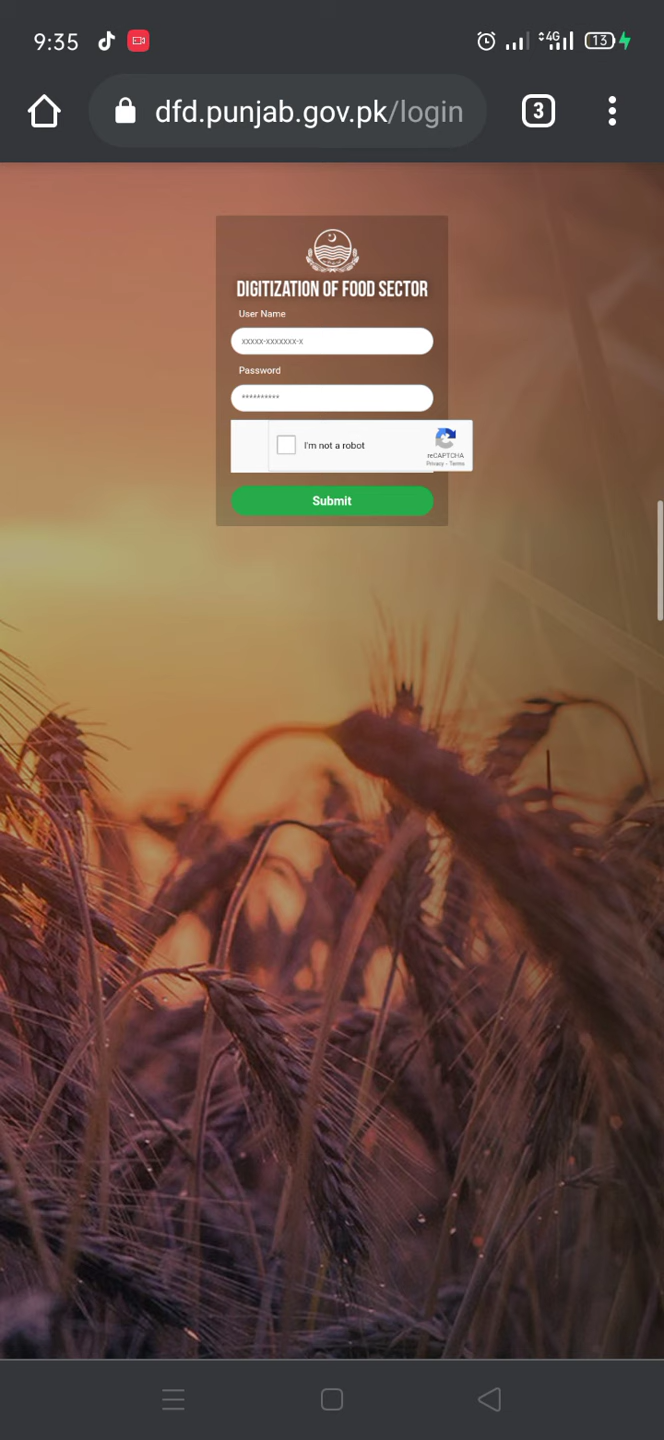 9:35
4G
13
dfd.punjab.gov.pk/login
3
DIGITIZATION OF FOOD SECTOR
User Name
xxxxx-xxxxxxx-x
Password
**********
I'm not a robot
reCAPTCHA
Privacy - Terms
Submit